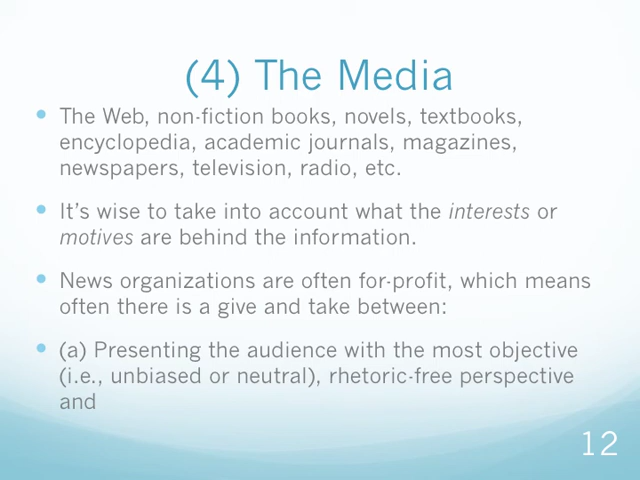 (4) The Media
• The Web, non-fiction books, novels, textbooks,
encyclopedia, academic journals, magazines,
newspapers, television, radio, etc.
• It’s wise to take into account what the interests or
motives are behind the information.
• News organizations are often for-profit, which means
often there is a give and take between:
• (a) Presenting the audience with the most objective
(i.e., unbiased or neutral), rhetoric-free perspective
and
12